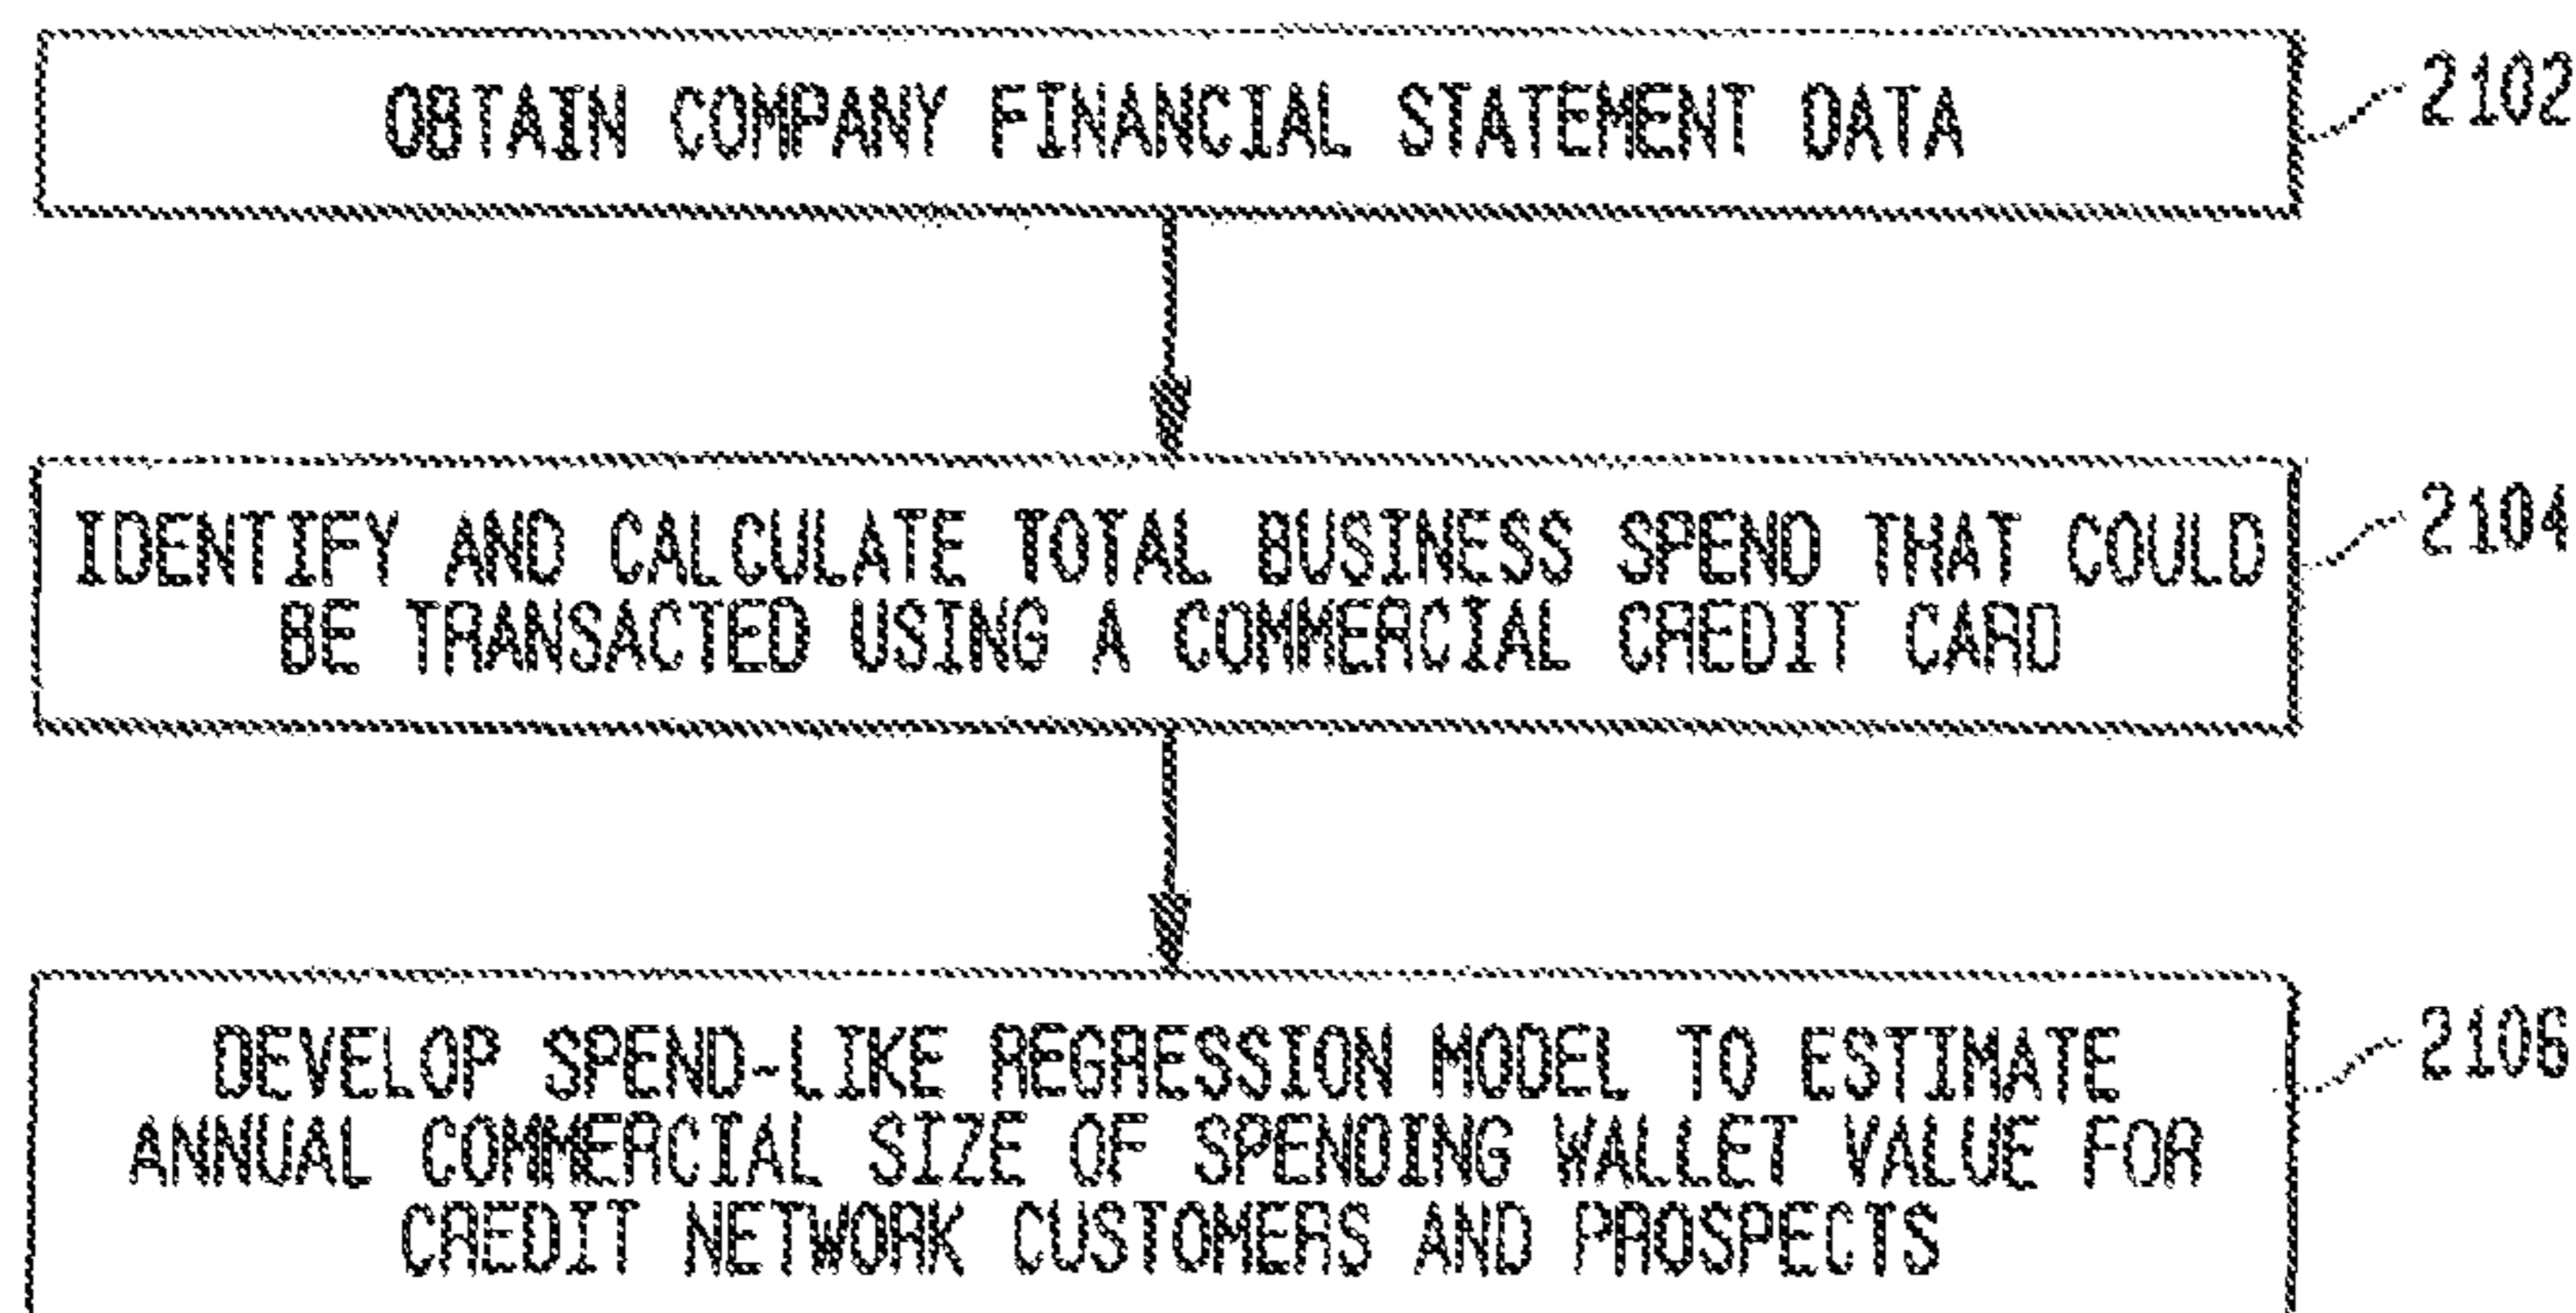 OBTAIN COMPANY FINANCIAL STATEMENT DATA
2102
IDENTIFY AND CALCULATE TOTAL BUSINESS SPEND THAT COULD
BE TRANSACTED USING A COMMERCIAL CREDIT CARD
2104
DEVELOP SPEND-LIKE REGRESSION MODEL TO ESTIMATE
ANNUAL COMMERCIAL SIZE OF SPENDING WALLET VALUE FOR
CREDIT NETWORK CUSTOMERS AND PROSPECTS
2106